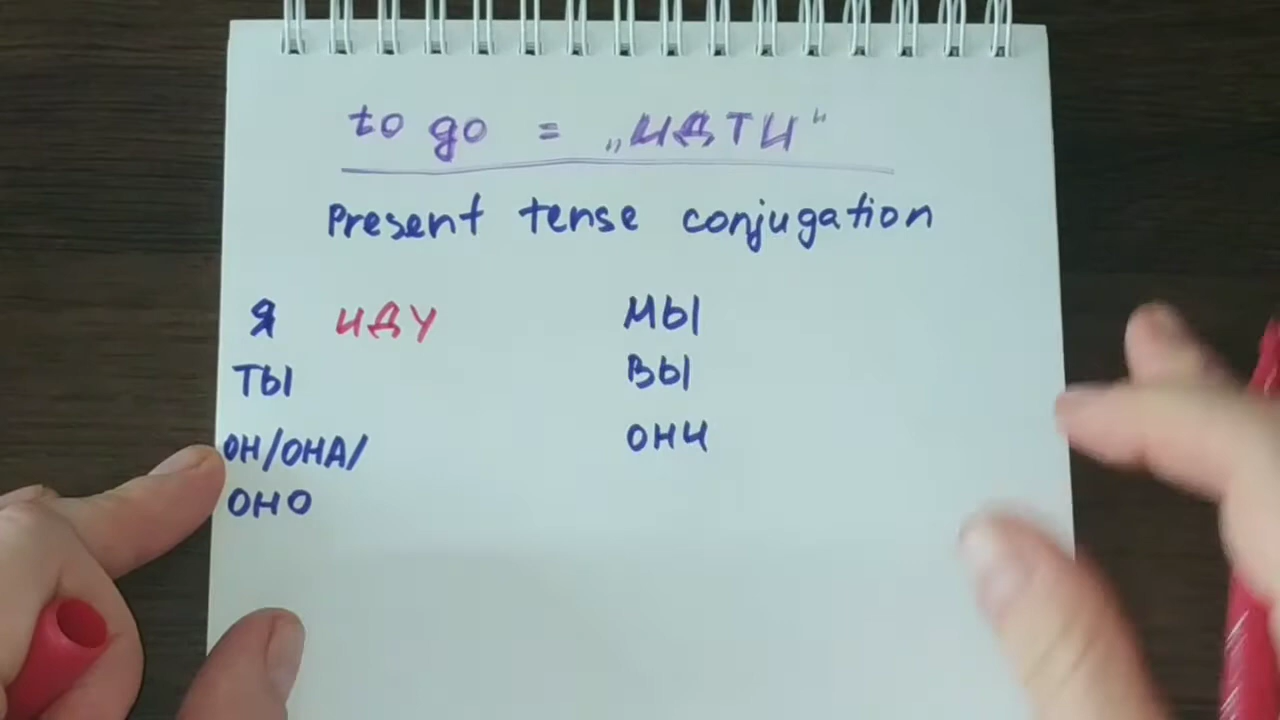 to go = „ИДТИ“
Present tense conjugation
Я ИДУ
ТЫ
ОН/ОНА/
ОНО
МЫ
ВЫ
ОНИ